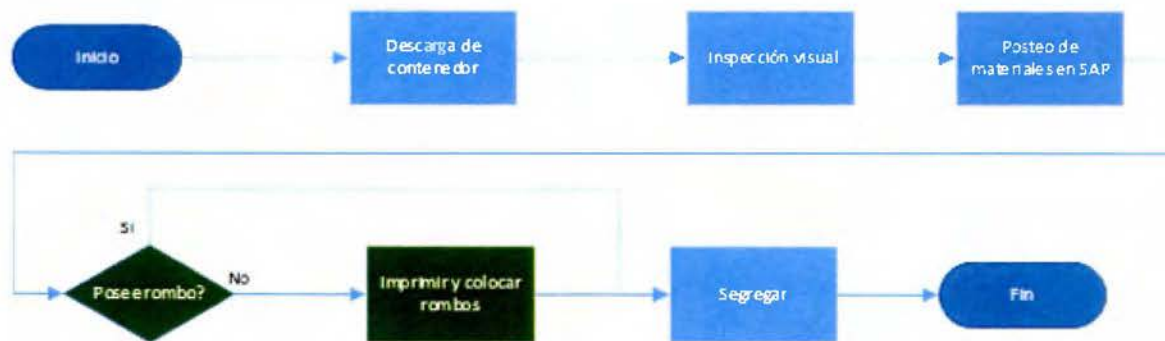 Inicio
Descarga de
contenedor
Inspección visual
Posteo de
materiales en SAP
Si
Posee rombo?
No
Imprimir y colocar
rombos
Segregar
Fin